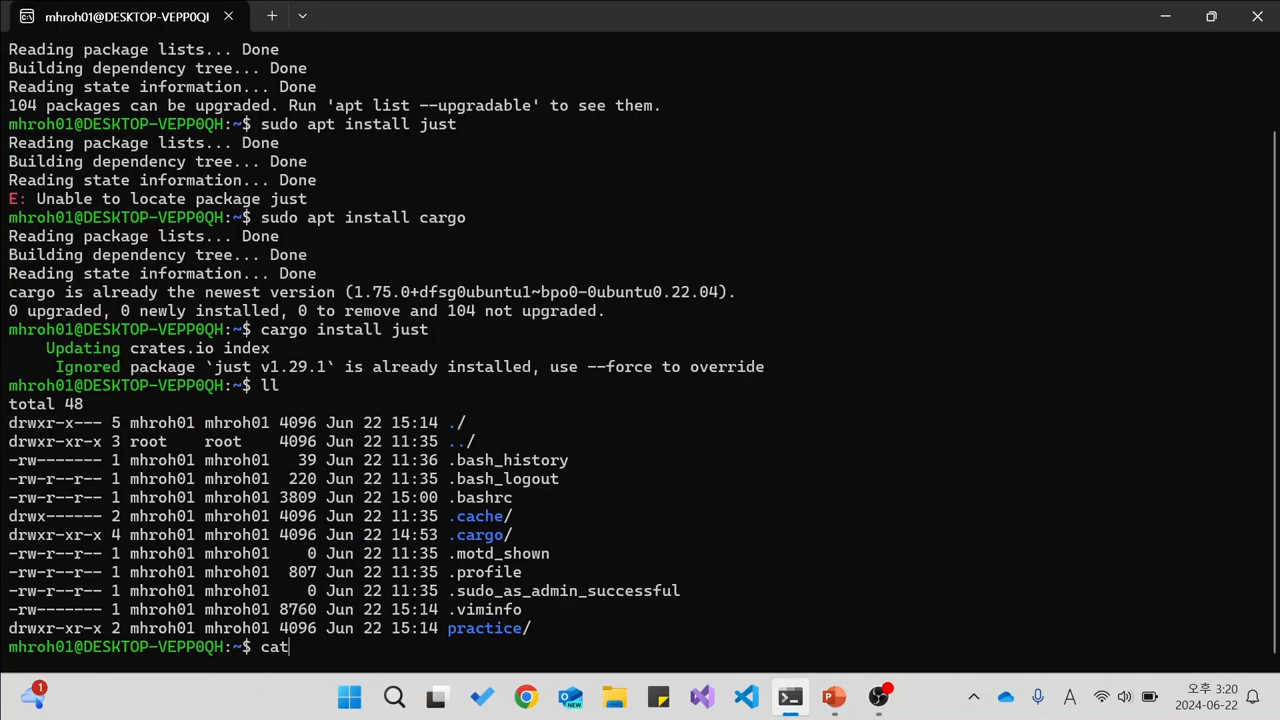 mhroh01@DESKTOP-VEPP0QI
Reading package lists... Done
Building dependency tree... Done
Reading state information... Done
104 packages can be upgraded. Run 'apt list --upgradable' to see them.
mhroh01@DESKTOP-VEPP0QH:~$ sudo apt install just
Reading package lists... Done
Building dependency tree... Done
Reading state information... Done
E: Unable to locate package just
mhroh01@DESKTOP-VEPP0QH:~$ sudo apt install cargo
Reading package lists... Done
Building dependency tree... Done
Reading state information... Done
cargo is already the newest version (1.75.0+dfsg0ubuntu1~bpo0-0ubuntu0.22.04).
0 upgraded, 0 newly installed, 0 to remove and 104 not upgraded.
mhroh01@DESKTOP-VEPP0QH:~$ cargo install just
Updating crates.io index
Ignored package `just v1.29.1` is already installed, use --force to override
mhroh01@DESKTOP-VEPP0QH:~$ ll
total 48
drwxr-x--- 5 mhroh01 mhroh01 4096 Jun 22 15:14 ./
drwxr-xr-x 3 root    root    4096 Jun 22 11:35 ../
-rw------- 1 mhroh01 mhroh01   39 Jun 22 11:36 .bash_history
-rw-r--r-- 1 mhroh01 mhroh01  220 Jun 22 11:35 .bash_logout
-rw-r--r-- 1 mhroh01 mhroh01 3809 Jun 22 15:00 .bashrc
drwx------ 2 mhroh01 mhroh01 4096 Jun 22 11:35 .cache/
drwxr-xr-x 4 mhroh01 mhroh01 4096 Jun 22 14:53 .cargo/
-rw-r--r-- 1 mhroh01 mhroh01    0 Jun 22 11:35 .motd_shown
-rw-r--r-- 1 mhroh01 mhroh01  807 Jun 22 11:35 .profile
-rw-r--r-- 1 mhroh01 mhroh01    0 Jun 22 11:35 .sudo_as_admin_successful
-rw------- 1 mhroh01 mhroh01 8760 Jun 22 15:14 .viminfo
drwxr-xr-x 2 mhroh01 mhroh01 4096 Jun 22 15:14 practice/
mhroh01@DESKTOP-VEPP0QH:~$ cat
1
NEW
A
오후 3:20
2024-06-22